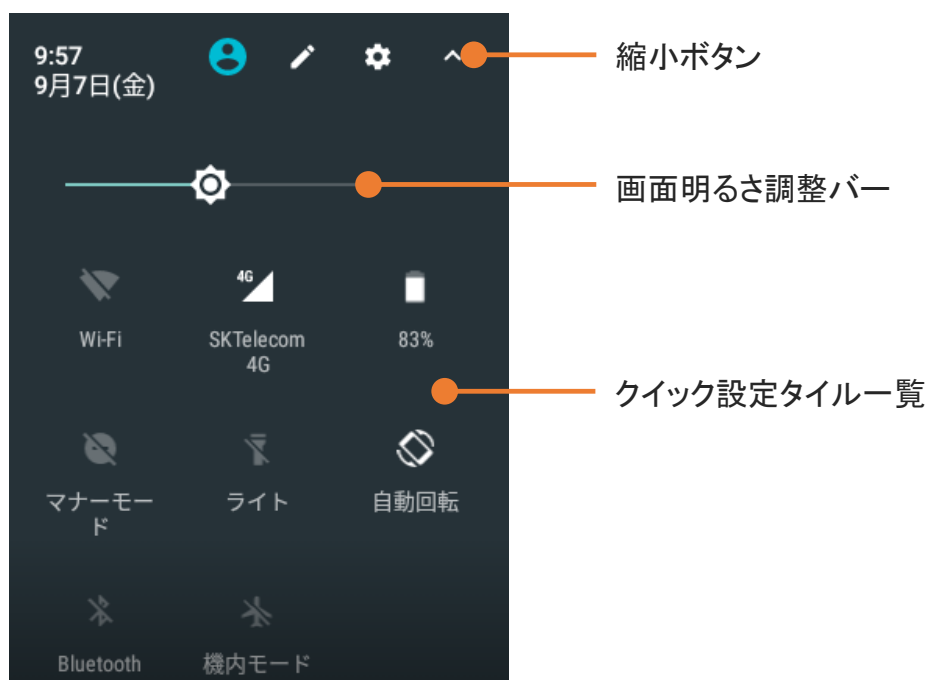 9:57
9月7日(金)
縮小ボタン
画面明るさ調整バー
4G
Wi-Fi
SKTelecom
4G
83%
クイック設定タイル一覧
マナーモー
ド
ライト
自動回転
Bluetooth
機内モード